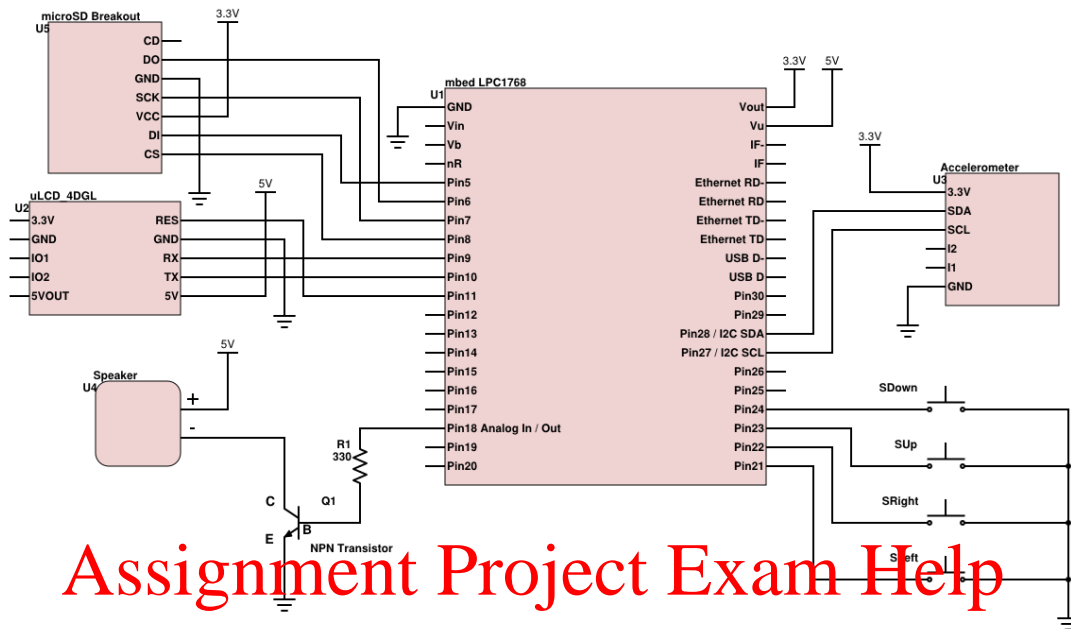 microSD Breakout
U5
CD
DO
GND
SCK
VCC
DI
CS
3.3V
uLCD_4DGL
U2
3.3V
GND
IO1
IO2
5VOUT
RES
GND
RX
TX
5V
5V
Speaker
U4
+
-
5V
R1
330
Q1
C
B
E
NPN Transistor
mbed LPC1768
U1
GND
Vin
Vb
nR
Pin5
Pin6
Pin7
Pin8
Pin9
Pin10
Pin11
Pin12
Pin13
Pin14
Pin15
Pin16
Pin17
Pin18 Analog In / Out
Pin19
Pin20
Vout
Vu
IF-
IF
Ethernet RD-
Ethernet RD
Ethernet TD-
Ethernet TD
USB D-
USB D
Pin30
Pin29
Pin28 / I2C SDA
Pin27 / I2C SCL
Pin26
Pin25
Pin24
Pin23
Pin22
Pin21
3.3V
5V
3.3V
Accelerometer
U3
3.3V
SDA
SCL
I2
I1
GND
SDown
SUp
SRight
Assignment Project Exam Help